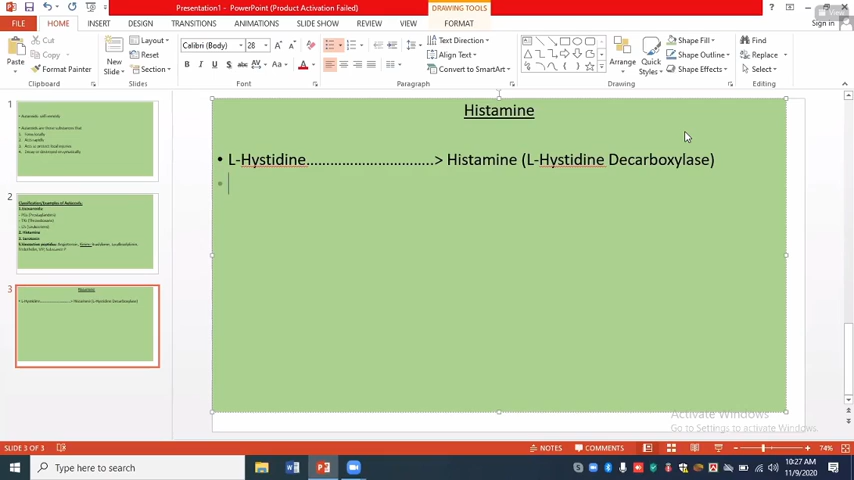 Presentation1 - PowerPoint (Product Activation Failed)
DRAWING TOOLS
View
FILE HOME INSERT DESIGN TRANSITIONS ANIMATIONS SLIDE SHOW REVIEW VIEW FORMAT Sign in
Cut
Copy
Format Painter
Paste
Clipboard
New Slide
Layout
Reset
Section
Slides
Calibri (Body) 28
Font
Paragraph
Text Direction
Align Text
Convert to SmartArt
Arrange
Quick Styles
Shape Fill
Shape Outline
Shape Effects
Drawing
Find
Replace
Select
Editing
1
2
3
Histamine
• L-Hystidine................................> Histamine (L-Hystidine Decarboxylase)
•
Activate Windows
Go to Settings to activate Windows.
SLIDE 3 OF 3
NOTES
COMMENTS
74%
Type here to search
10:27 AM
11/9/2020